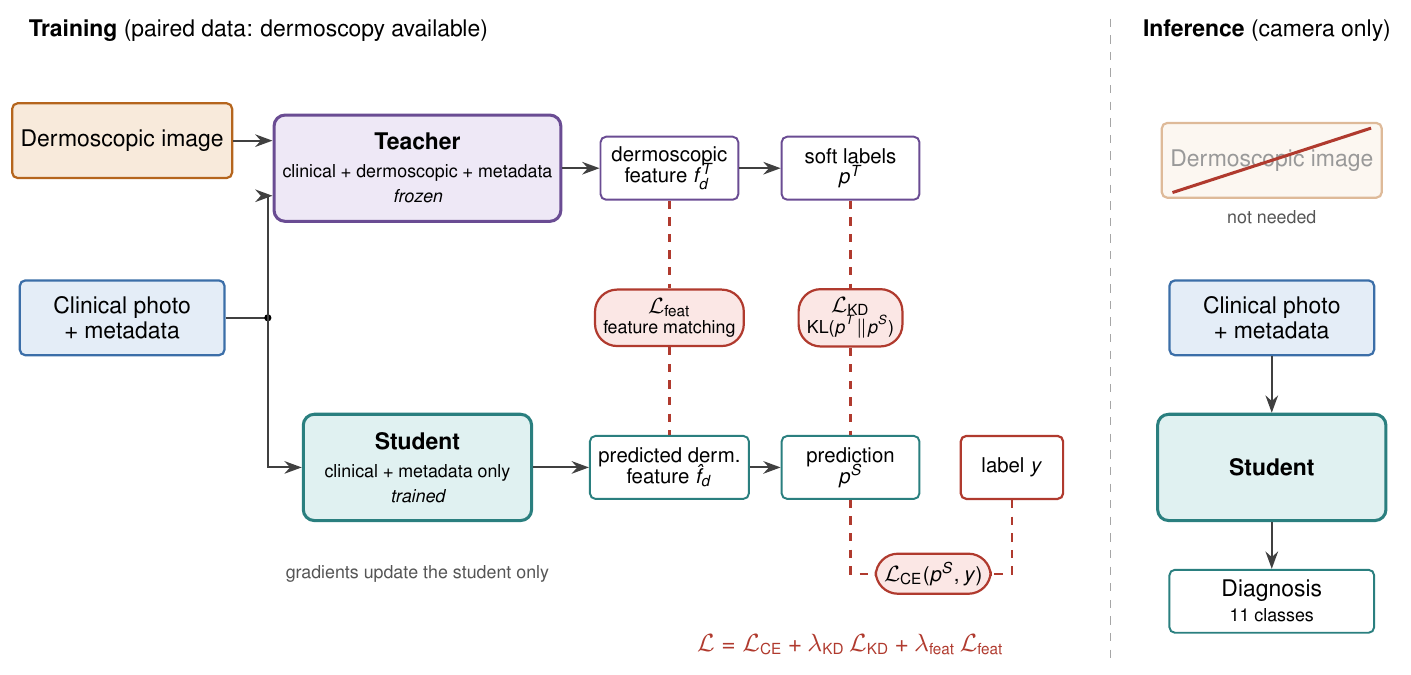 Training (paired data: dermoscopy available)
Dermoscopic image
Teacher
clinical + dermoscopic + metadata
frozen
dermoscopic
feature f_d^T
soft labels
p^T
Clinical photo
+ metadata
ℒ_feat
feature matching
ℒ_KD
KL(p^T ∥ p^S)
Student
clinical + metadata only
trained
predicted derm.
feature f̂_d
prediction
p^S
label y
gradients update the student only
ℒ_CE(p^S, y)
ℒ = ℒ_CE + λ_KD ℒ_KD + λ_feat ℒ_feat
Inference (camera only)
Dermoscopic image
not needed
Clinical photo
+ metadata
Student
Diagnosis
11 classes